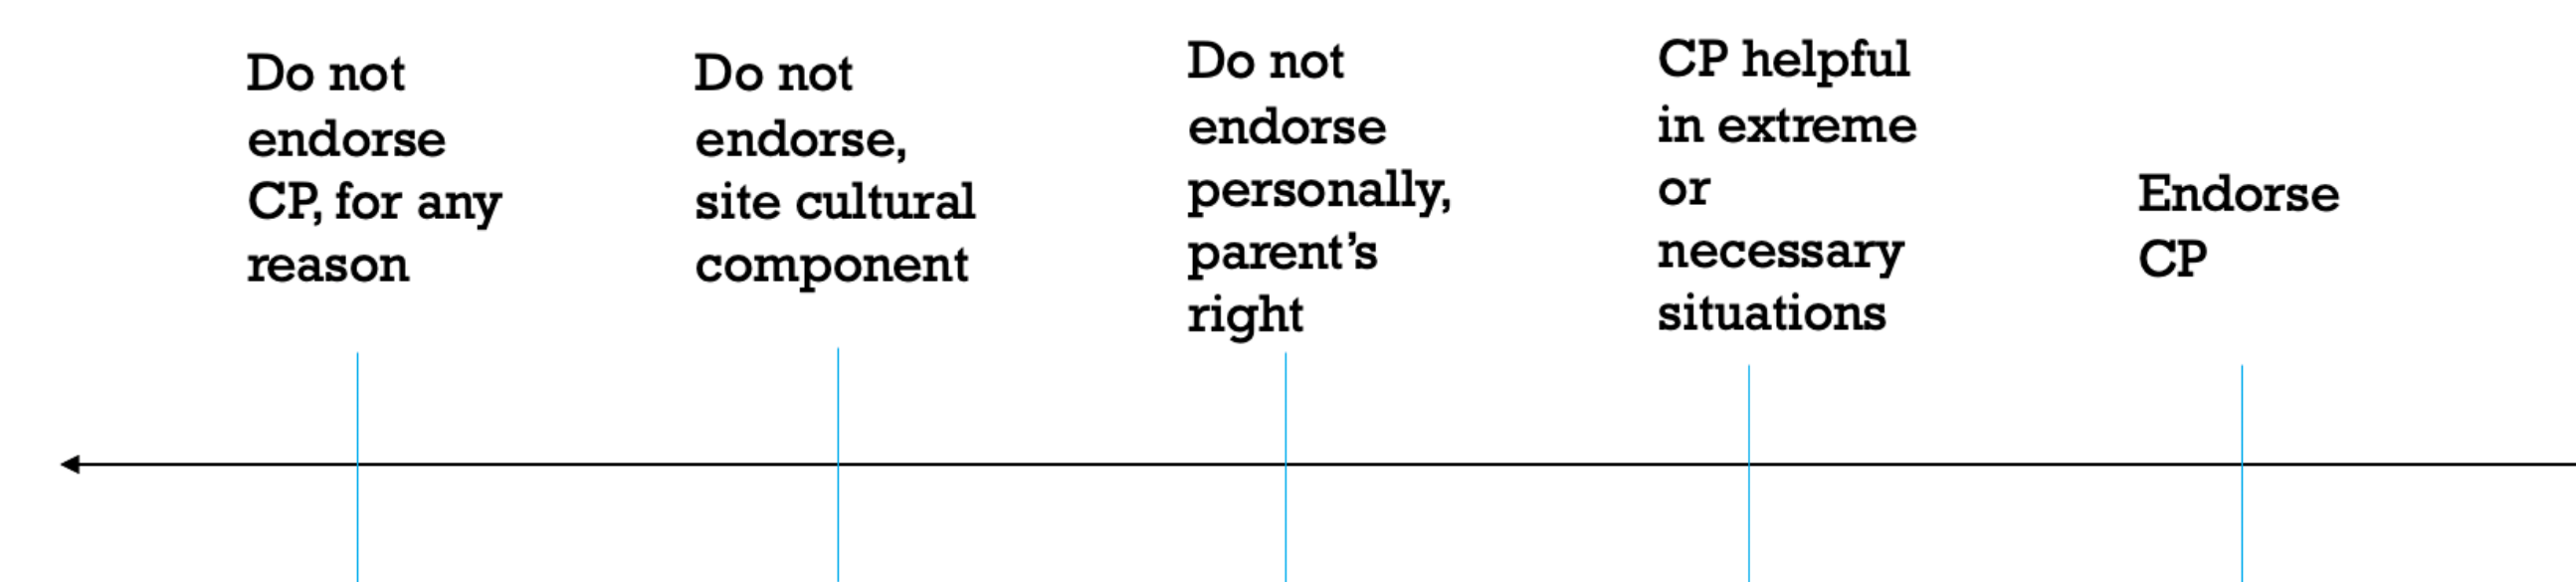 Do not
endorse
CP, for any
reason
Do not
endorse,
site cultural
component
Do not
endorse
personally,
parent’s
right
CP helpful
in extreme
or
necessary
situations
Endorse
CP